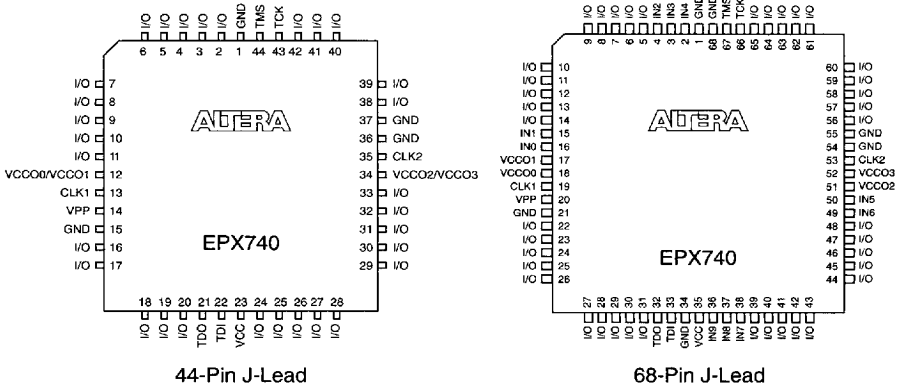 I/O I/O I/O I/O I/O GND TMS TCK I/O I/O I/O
6 5 4 3 2 1 44 43 42 41 40
I/O 7 39 I/O
I/O 8 38 I/O
I/O 9 37 GND
I/O 10 36 GND
I/O 11 35 CLK2
VCCO0/VCCO1 12 34 VCCO2/VCCO3
CLK1 13 33 I/O
VPP 14 32 I/O
GND 15 31 I/O
I/O 16 30 I/O
I/O 17 29 I/O
ALTERA
EPX740
18 19 20 21 22 23 24 25 26 27 28
I/O I/O I/O TDO TDI VCC I/O I/O I/O I/O I/O
44-Pin J-Lead
I/O I/O I/O I/O I/O IN2 IN3 IN4 GND GND TMS TCK I/O I/O I/O I/O I/O
9 8 7 6 5 4 3 2 1 68 67 66 65 64 63 62 61
I/O 10 60 I/O
I/O 11 59 I/O
I/O 12 58 I/O
I/O 13 57 I/O
I/O 14 56 I/O
IN1 15 55 GND
IN0 16 54 GND
VCCO1 17 53 CLK2
VCCO0 18 52 VCCO3
CLK1 19 51 VCCO2
VPP 20 50 IN5
GND 21 49 IN6
I/O 22 48 I/O
I/O 23 47 I/O
I/O 24 46 I/O
I/O 25 45 I/O
I/O 26 44 I/O
ALTERA
EPX740
27 28 29 30 31 32 33 34 35 36 37 38 39 40 41 42 43
I/O I/O I/O I/O I/O TDO TDI GND VCC IN9 IN8 IN7 I/O I/O I/O I/O I/O
68-Pin J-Lead